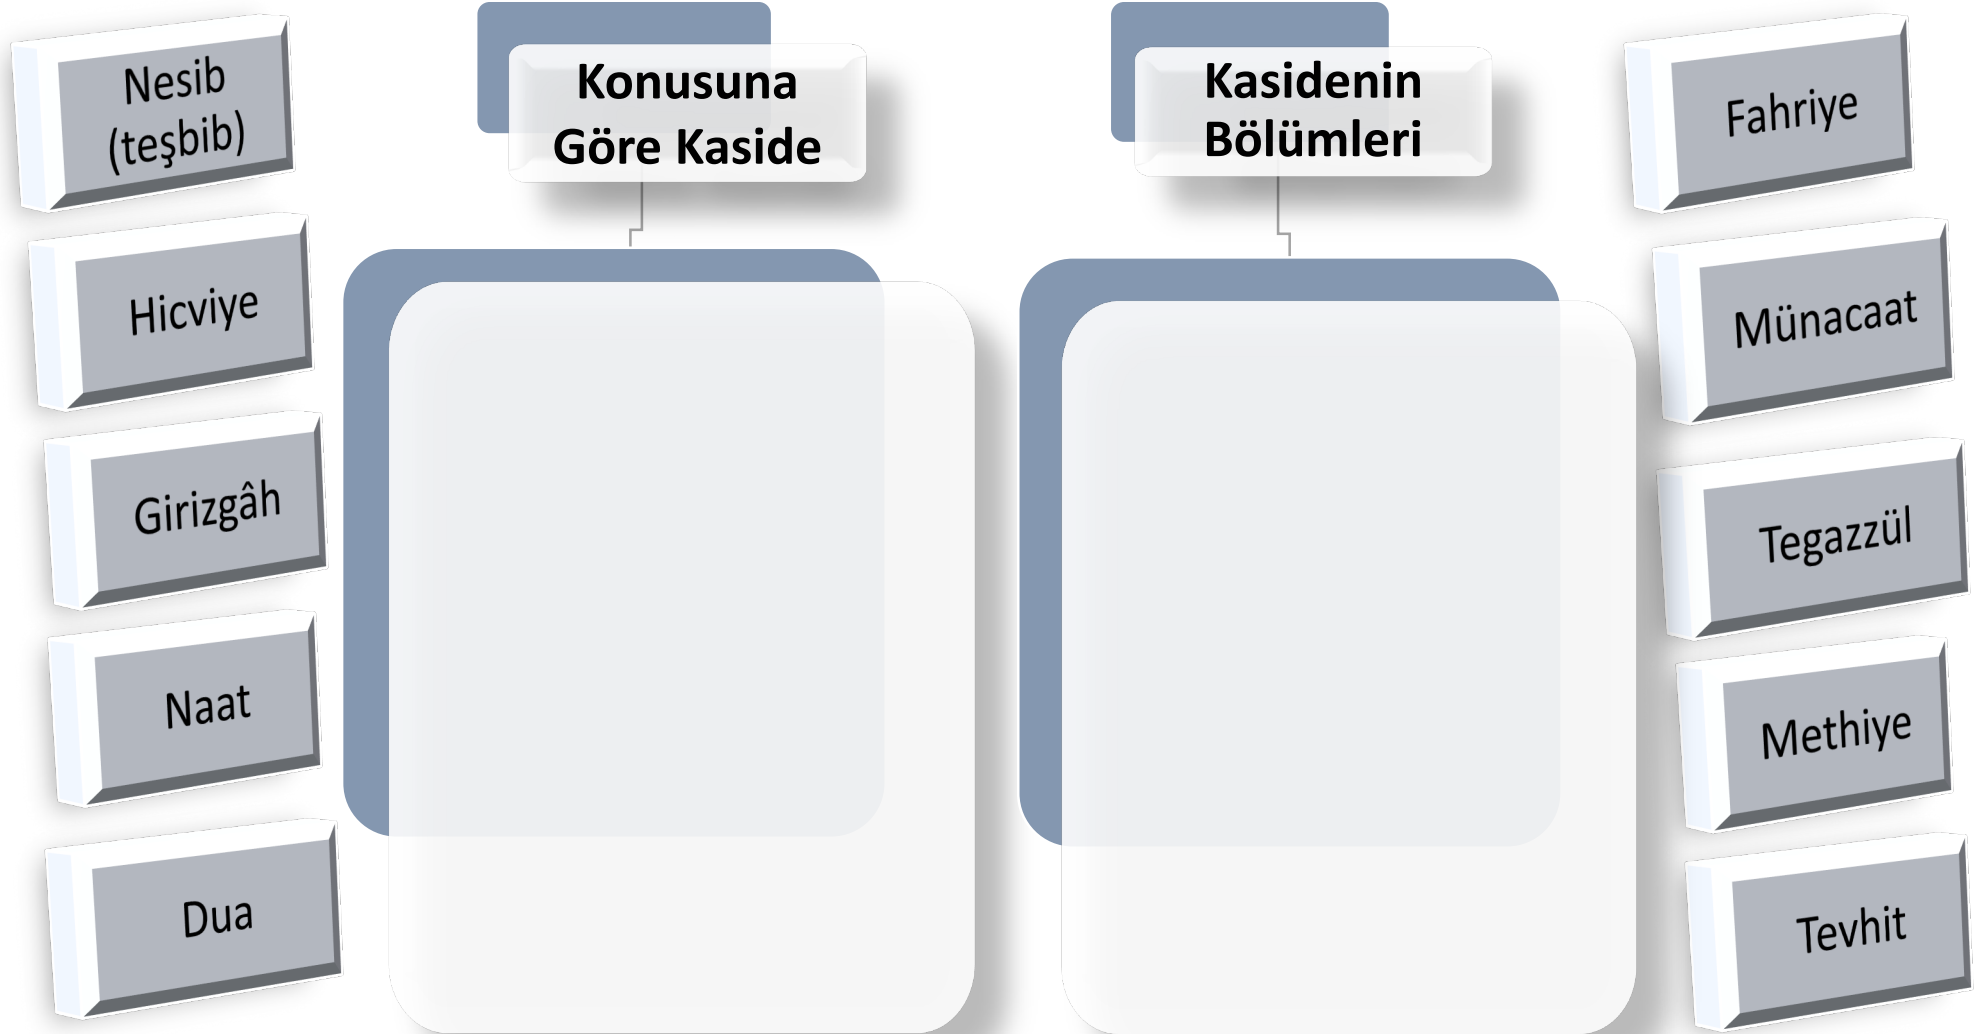 Nesib
(teşbib)
Hicviye
Girizgâh
Naat
Dua
Konusuna
Göre Kaside
Kasidenin
Bölümleri
Fahriye
Münacaat
Tegazzül
Methiye
Tevhit